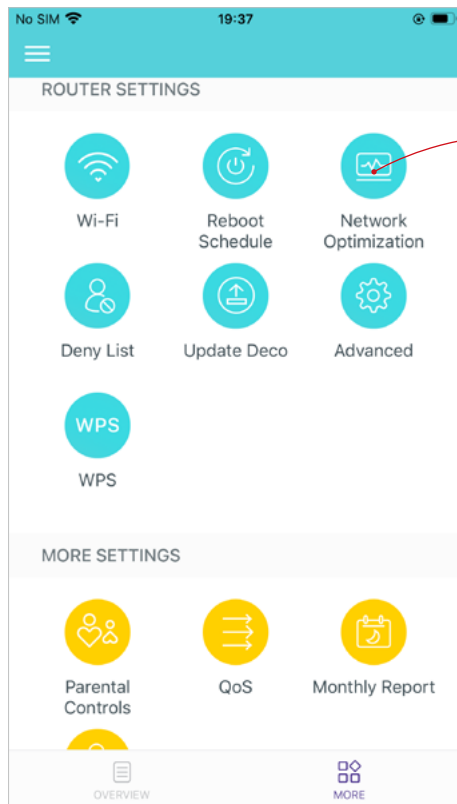 No SIM 19:37
ROUTER SETTINGS
Wi-Fi Reboot Network
Schedule Optimization
Deny List Update Deco Advanced
WPS
WPS
MORE SETTINGS
Parental QoS Monthly Report
Controls
OVERVIEW MORE